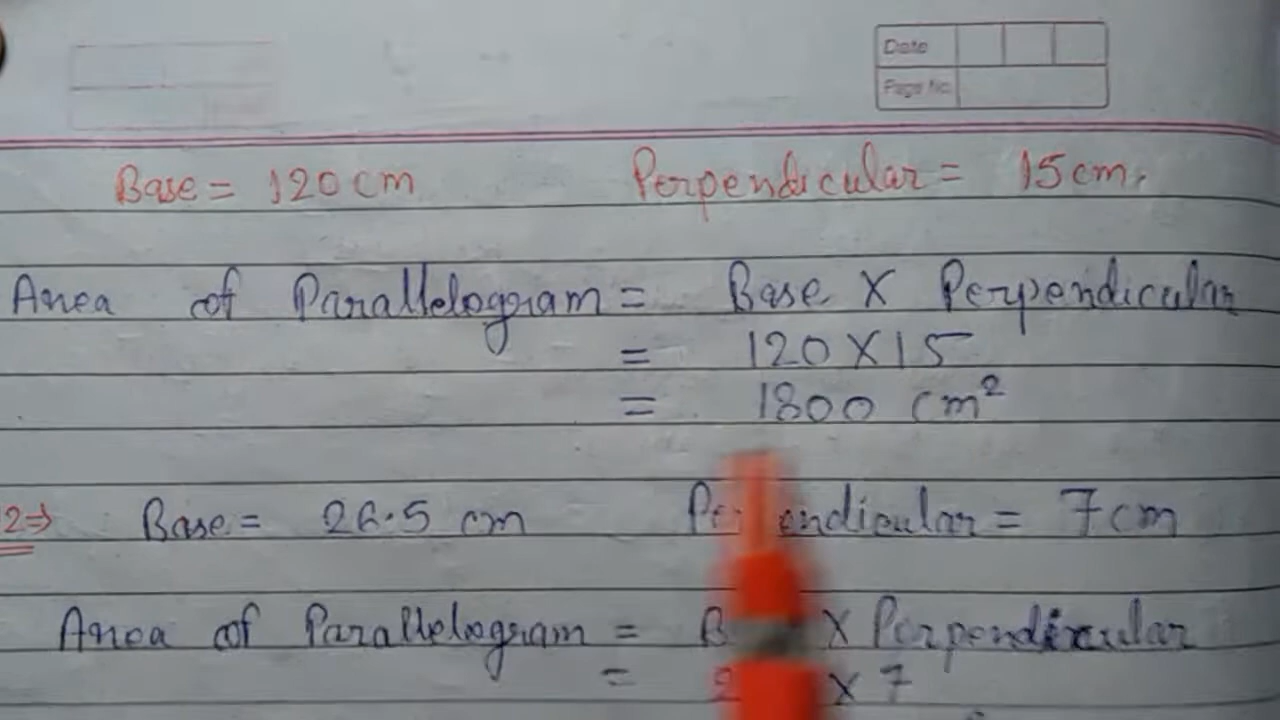 Date
Page No.
Base = 120 cm Perpendicular = 15 cm.
Area of Parallelogram = Base X Perpendicular
= 120 X 15
= 1800 cm²
2⇒ Base = 26.5 cm Perpendicular = 7 cm
Area of Parallelogram = X Perpendicular
= X 7